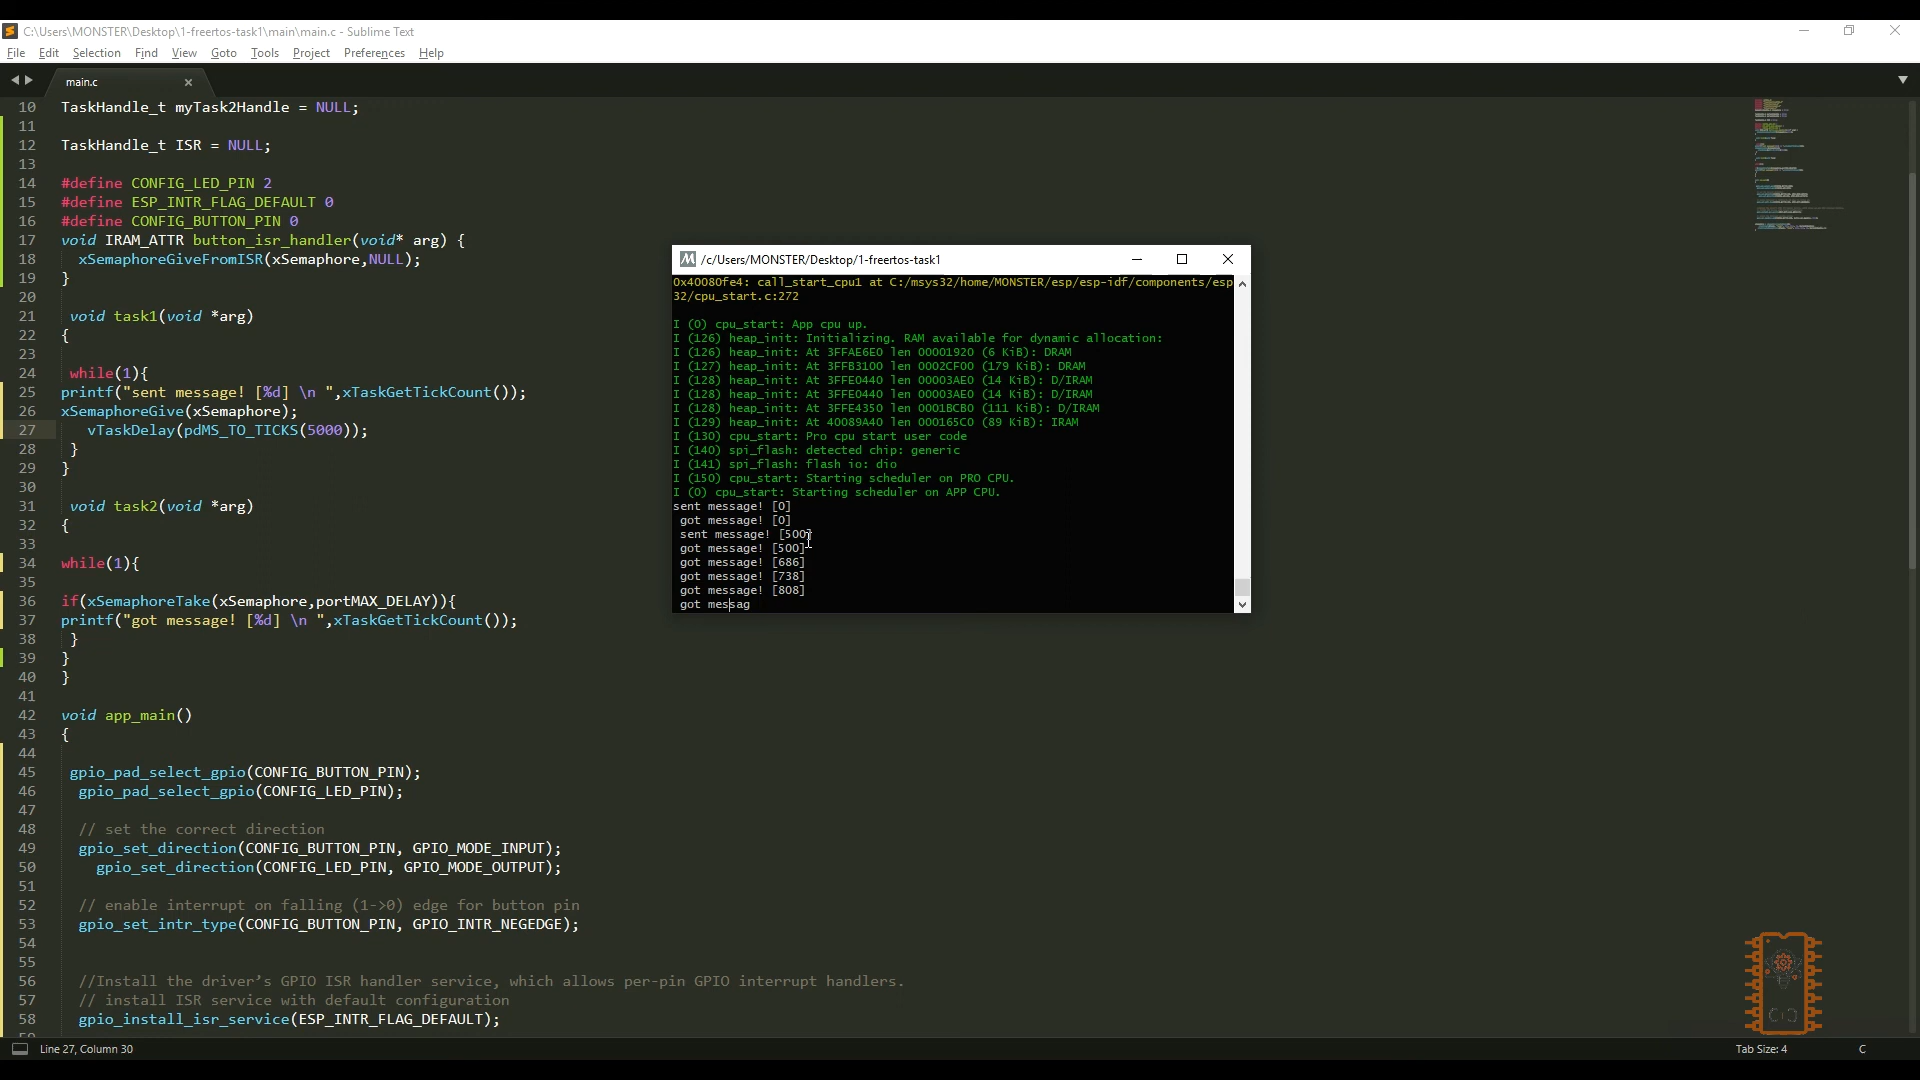 C:\Users\MONSTER\Desktop\1-freertos-task1\main\main.c - Sublime Text
File Edit Selection Find View Goto Tools Project Preferences Help
main.c
10 TaskHandle_t myTask2Handle = NULL;
11
12 TaskHandle_t ISR = NULL;
13
14 #define CONFIG_LED_PIN 2
15 #define ESP_INTR_FLAG_DEFAULT 0
16 #define CONFIG_BUTTON_PIN 0
17 void IRAM_ATTR button_isr_handler(void* arg) {
18 xSemaphoreGiveFromISR(xSemaphore,NULL);
19 }
20
21 void task1(void *arg)
22 {
23
24 while(1){
25 printf("sent message! [%d] \n ",xTaskGetTickCount());
26 xSemaphoreGive(xSemaphore);
27 vTaskDelay(pdMS_TO_TICKS(5000));
28 }
29 }
30
31 void task2(void *arg)
32 {
33
34 while(1){
35
36 if(xSemaphoreTake(xSemaphore,portMAX_DELAY)){
37 printf("got message! [%d] \n ",xTaskGetTickCount());
38 }
39 }
40 }
41
42 void app_main()
43 {
44
45 gpio_pad_select_gpio(CONFIG_BUTTON_PIN);
46 gpio_pad_select_gpio(CONFIG_LED_PIN);
47
48 // set the correct direction
49 gpio_set_direction(CONFIG_BUTTON_PIN, GPIO_MODE_INPUT);
50 gpio_set_direction(CONFIG_LED_PIN, GPIO_MODE_OUTPUT);
51
52 // enable interrupt on falling (1->0) edge for button pin
53 gpio_set_intr_type(CONFIG_BUTTON_PIN, GPIO_INTR_NEGEDGE);
54
55
56 //Install the driver’s GPIO ISR handler service, which allows per-pin GPIO interrupt handlers.
57 // install ISR service with default configuration
58 gpio_install_isr_service(ESP_INTR_FLAG_DEFAULT);
/c/Users/MONSTER/Desktop/1-freertos-task1
0x40080fe4: call_start_cpu1 at C:/msys32/home/MONSTER/esp/esp-idf/components/esp
32/cpu_start.c:272
I (0) cpu_start: App cpu up.
I (126) heap_init: Initializing. RAM available for dynamic allocation:
I (126) heap_init: At 3FFAE6E0 len 00001920 (6 KiB): DRAM
I (127) heap_init: At 3FFB3100 len 0002CF00 (179 KiB): DRAM
I (128) heap_init: At 3FFE0440 len 00003AE0 (14 KiB): D/IRAM
I (128) heap_init: At 3FFE0440 len 00003AE0 (14 KiB): D/IRAM
I (128) heap_init: At 3FFE4350 len 0001BCB0 (111 KiB): D/IRAM
I (129) heap_init: At 40089A40 len 000165C0 (89 KiB): IRAM
I (130) cpu_start: Pro cpu start user code
I (140) spi_flash: detected chip: generic
I (141) spi_flash: flash io: dio
I (150) cpu_start: Starting scheduler on PRO CPU.
I (0) cpu_start: Starting scheduler on APP CPU.
sent message! [0]
got message! [0]
sent message! [500]
got message! [500]
got message! [686]
got message! [738]
got message! [808]
got messag
Line 27, Column 30
Tab Size: 4
C